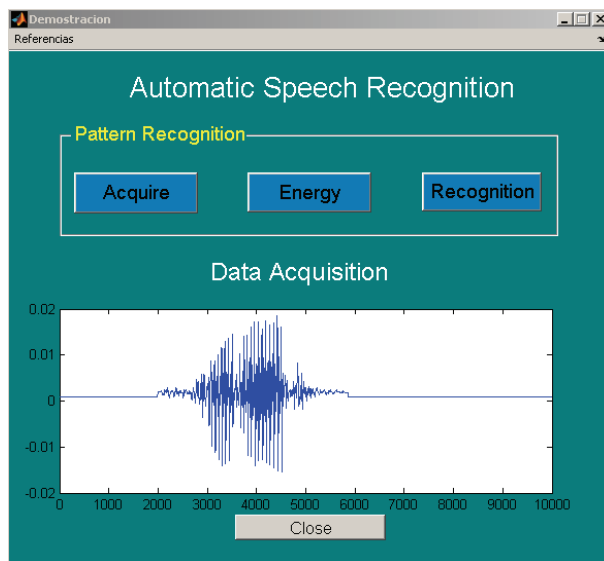 Demostracion
Referencias
Automatic Speech Recognition
Pattern Recognition
Acquire Energy Recognition
Data Acquisition
0.02
0.01
0
-0.01
-0.02
0 1000 2000 3000 4000 5000 6000 7000 8000 9000 10000
Close